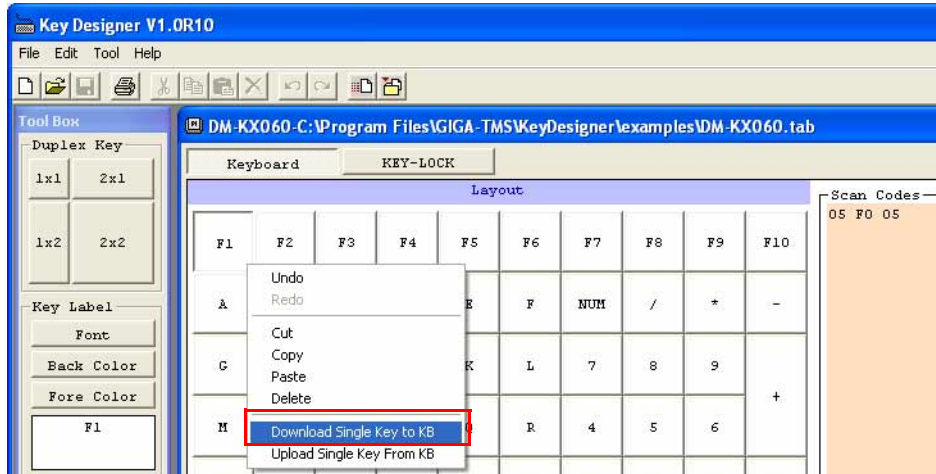 Key Designer V1.0R10
File Edit Tool Help
Tool Box
Duplex Key
1x1 2x1
1x2 2x2
Key Label
Font
Back Color
Fore Color
F1
DM-KX060-C:\Program Files\GIGA-TMS\KeyDesigner\examples\DM-KX060.tab
Keyboard KEY-LOCK
Layout
F1 F2 F3 F4 F5 F6 F7 F8 F9 F10
A E F NUM / * -
G K L 7 8 9 +
M Q R 4 5 6
Undo
Redo
Cut
Copy
Paste
Delete
Download Single Key to KB
Upload Single Key From KB
Scan Codes
05 F0 05